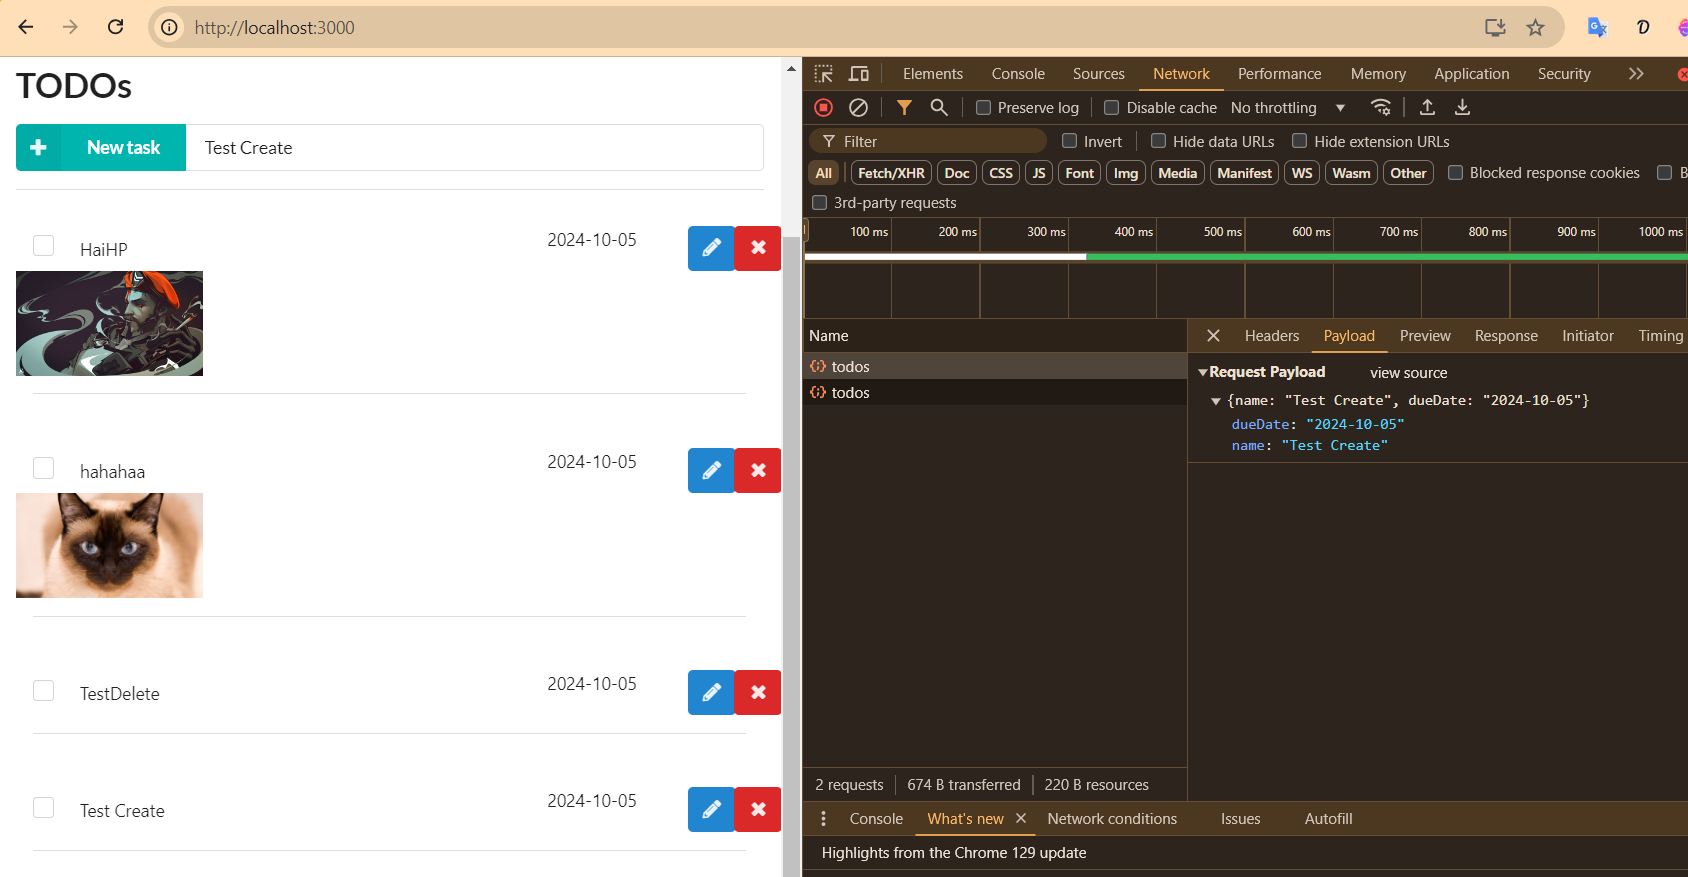 http://localhost:3000
TODOs
New task
Test Create
HaiHP
2024-10-05
hahahaa
2024-10-05
TestDelete
2024-10-05
Test Create
2024-10-05
Elements Console Sources Network Performance Memory Application Security
Preserve log Disable cache No throttling
Filter Invert Hide data URLs Hide extension URLs
All Fetch/XHR Doc CSS JS Font Img Media Manifest WS Wasm Other Blocked response cookies B
3rd-party requests
100 ms 200 ms 300 ms 400 ms 500 ms 600 ms 700 ms 800 ms 900 ms 1000 ms
Name
todos
todos
Headers Payload Preview Response Initiator Timing
Request Payload view source
{name: "Test Create", dueDate: "2024-10-05"}
dueDate: "2024-10-05"
name: "Test Create"
2 requests 674 B transferred 220 B resources
Console What's new Network conditions Issues Autofill
Highlights from the Chrome 129 update